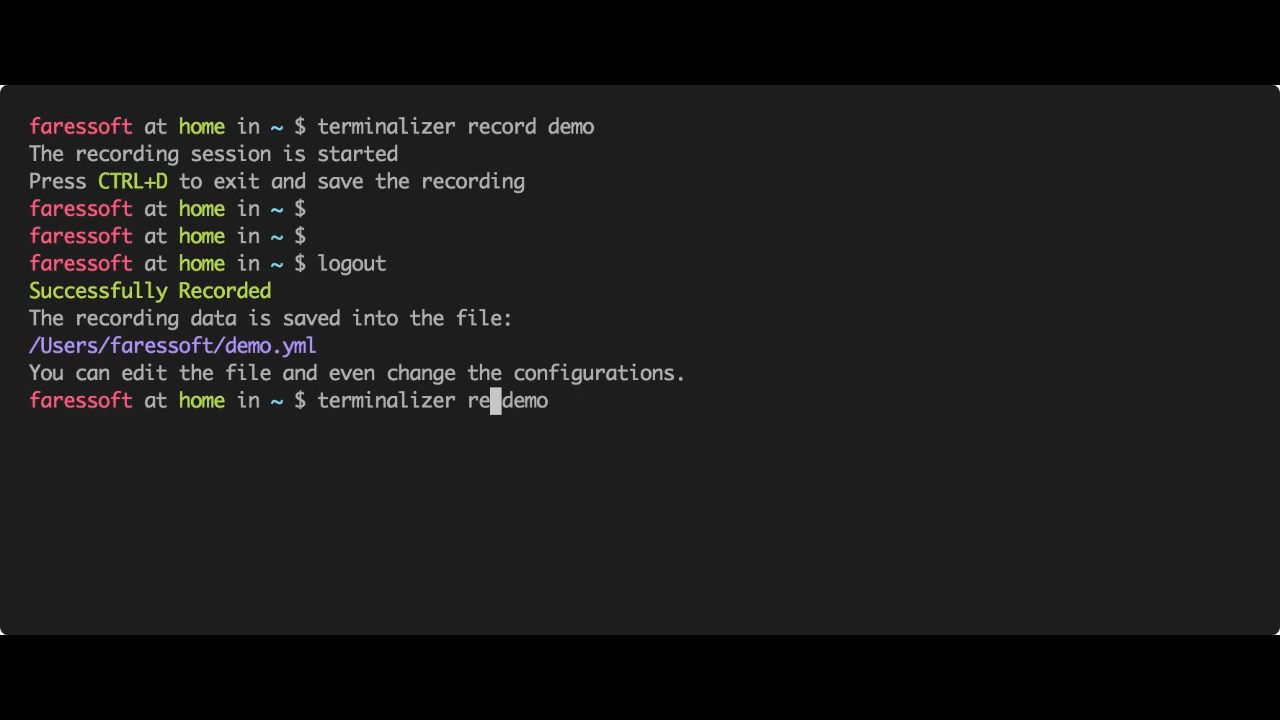 faressoft at home in ~ $ terminalizer record demo
The recording session is started
Press CTRL+D to exit and save the recording
faressoft at home in ~ $
faressoft at home in ~ $
faressoft at home in ~ $ logout
Successfully Recorded
The recording data is saved into the file:
/Users/faressoft/demo.yml
You can edit the file and even change the configurations.
faressoft at home in ~ $ terminalizer re demo